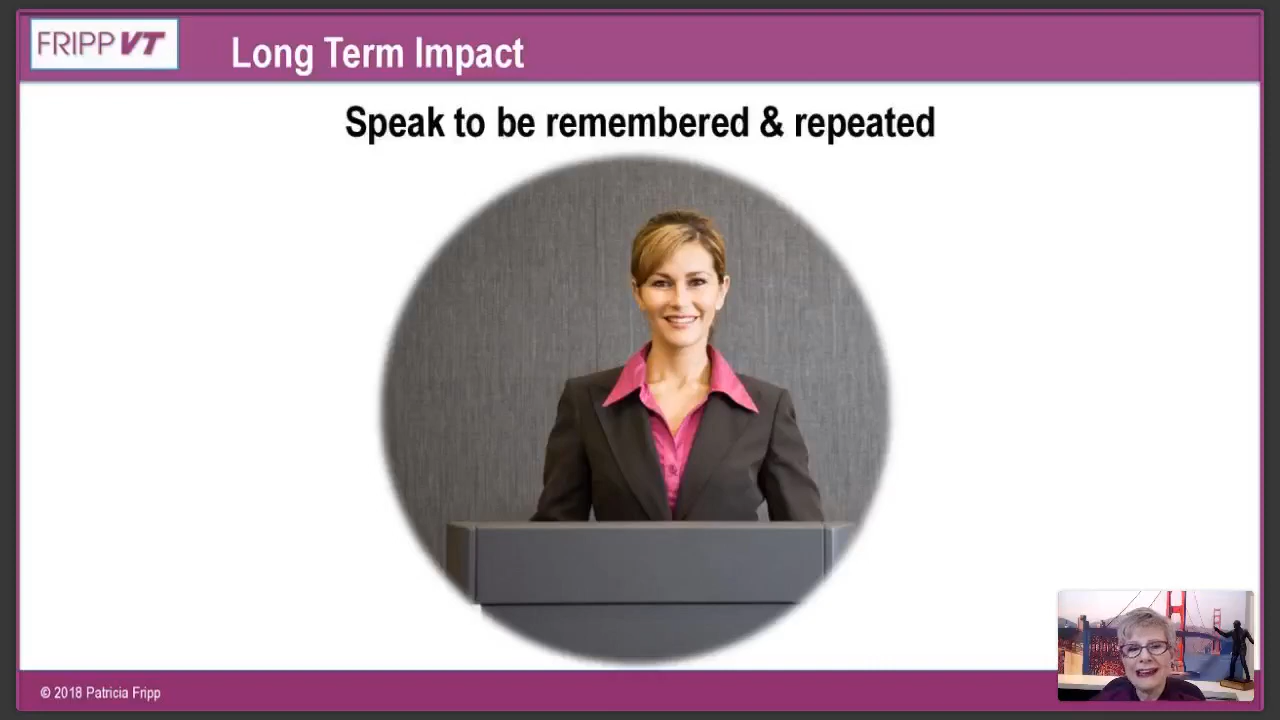 FRIPP VT
Long Term Impact
Speak to be remembered & repeated
© 2018 Patricia Fripp